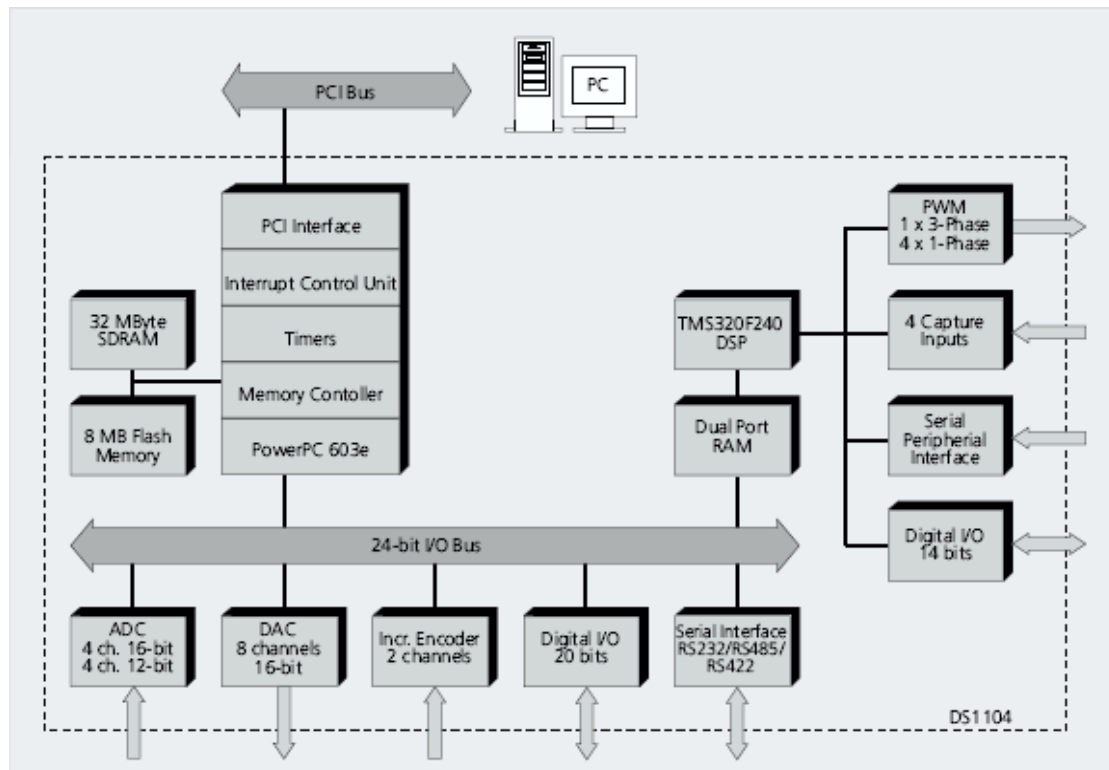 PCI Bus
PC
PCI Interface
Interrupt Control Unit
Timers
Memory Contoller
PowerPC 603e
32 MByte
SDRAM
8 MB Flash
Memory
TMS320F240
DSP
Dual Port
RAM
PWM
1 x 3-Phase
4 x 1-Phase
4 Capture
Inputs
Serial
Peripherial
Interface
Digital I/O
14 bits
24-bit I/O Bus
ADC
4 ch. 16-bit
4 ch. 12-bit
DAC
8 channels
16-bit
Incr. Encoder
2 channels
Digital I/O
20 bits
Serial Interface
RS232/RS485/
RS422
DS1104